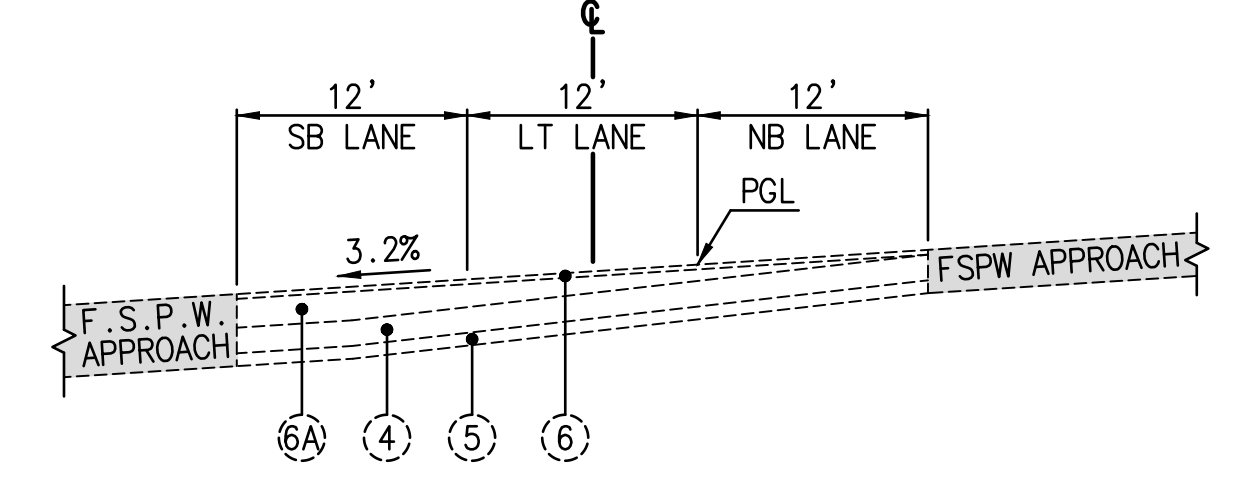 ℄
12' 12' 12'
SB LANE LT LANE NB LANE
PGL
3.2%
FSPW APPROACH
F.S.P.W.
APPROACH
6A 4 5 6